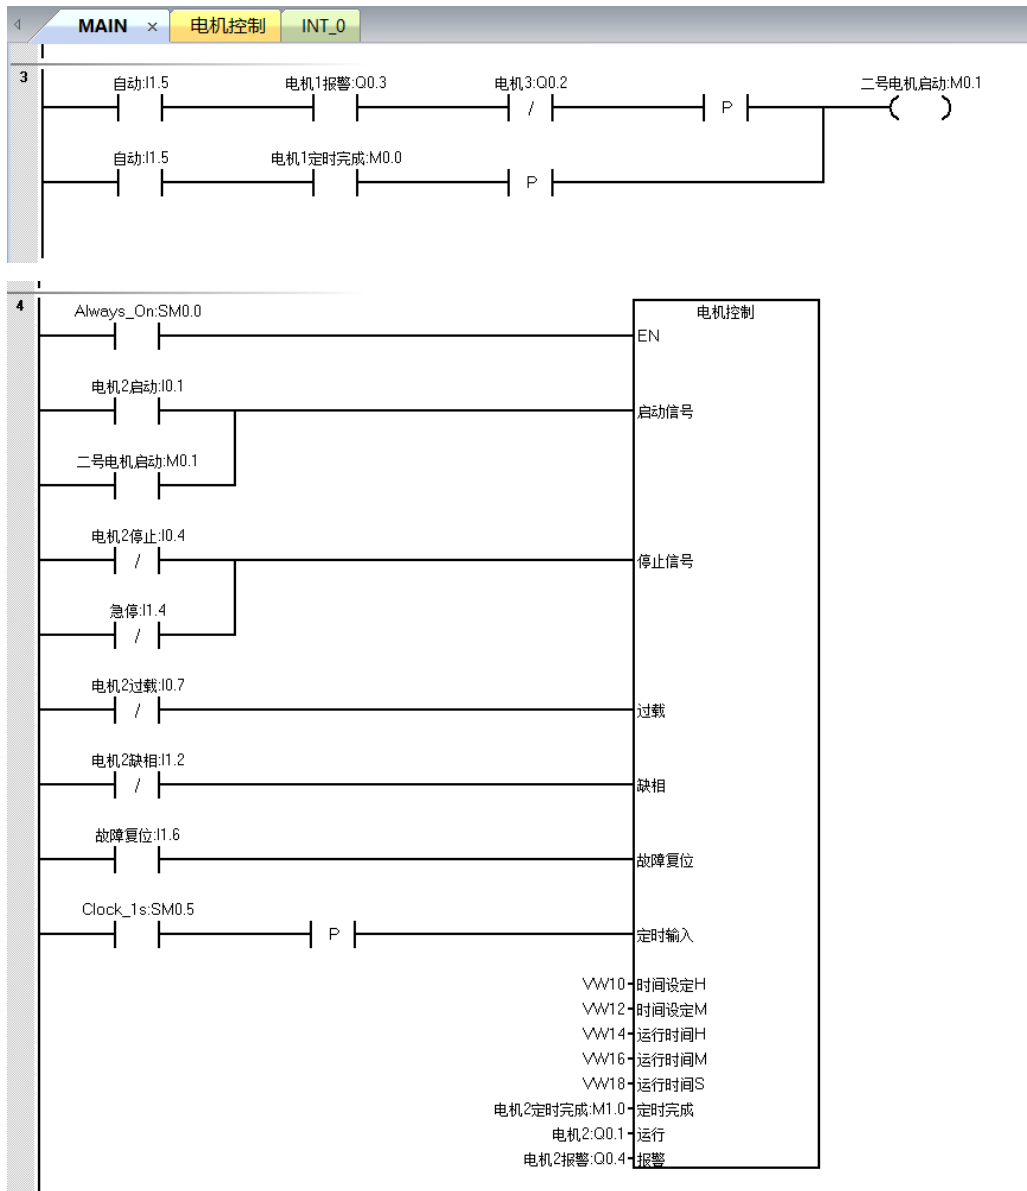 MAIN × 电机控制 INT_0
3
自动:I1.5 电机1报警:Q0.3 电机3:Q0.2 二号电机启动:M0.1
/ P
自动:I1.5 电机1定时完成:M0.0
P
4
Always_On:SM0.0 电机控制
EN
电机2启动:I0.1
启动信号
二号电机启动:M0.1
电机2停止:I0.4
/ 停止信号
急停:I1.4
/
电机2过载:I0.7
/ 过载
电机2缺相:I1.2
/ 缺相
故障复位:I1.6
故障复位
Clock_1s:SM0.5
P 定时输入
VW10 时间设定H
VW12 时间设定M
VW14 运行时间H
VW16 运行时间M
VW18 运行时间S
电机2定时完成:M1.0 定时完成
电机2:Q0.1 运行
电机2报警:Q0.4 报警